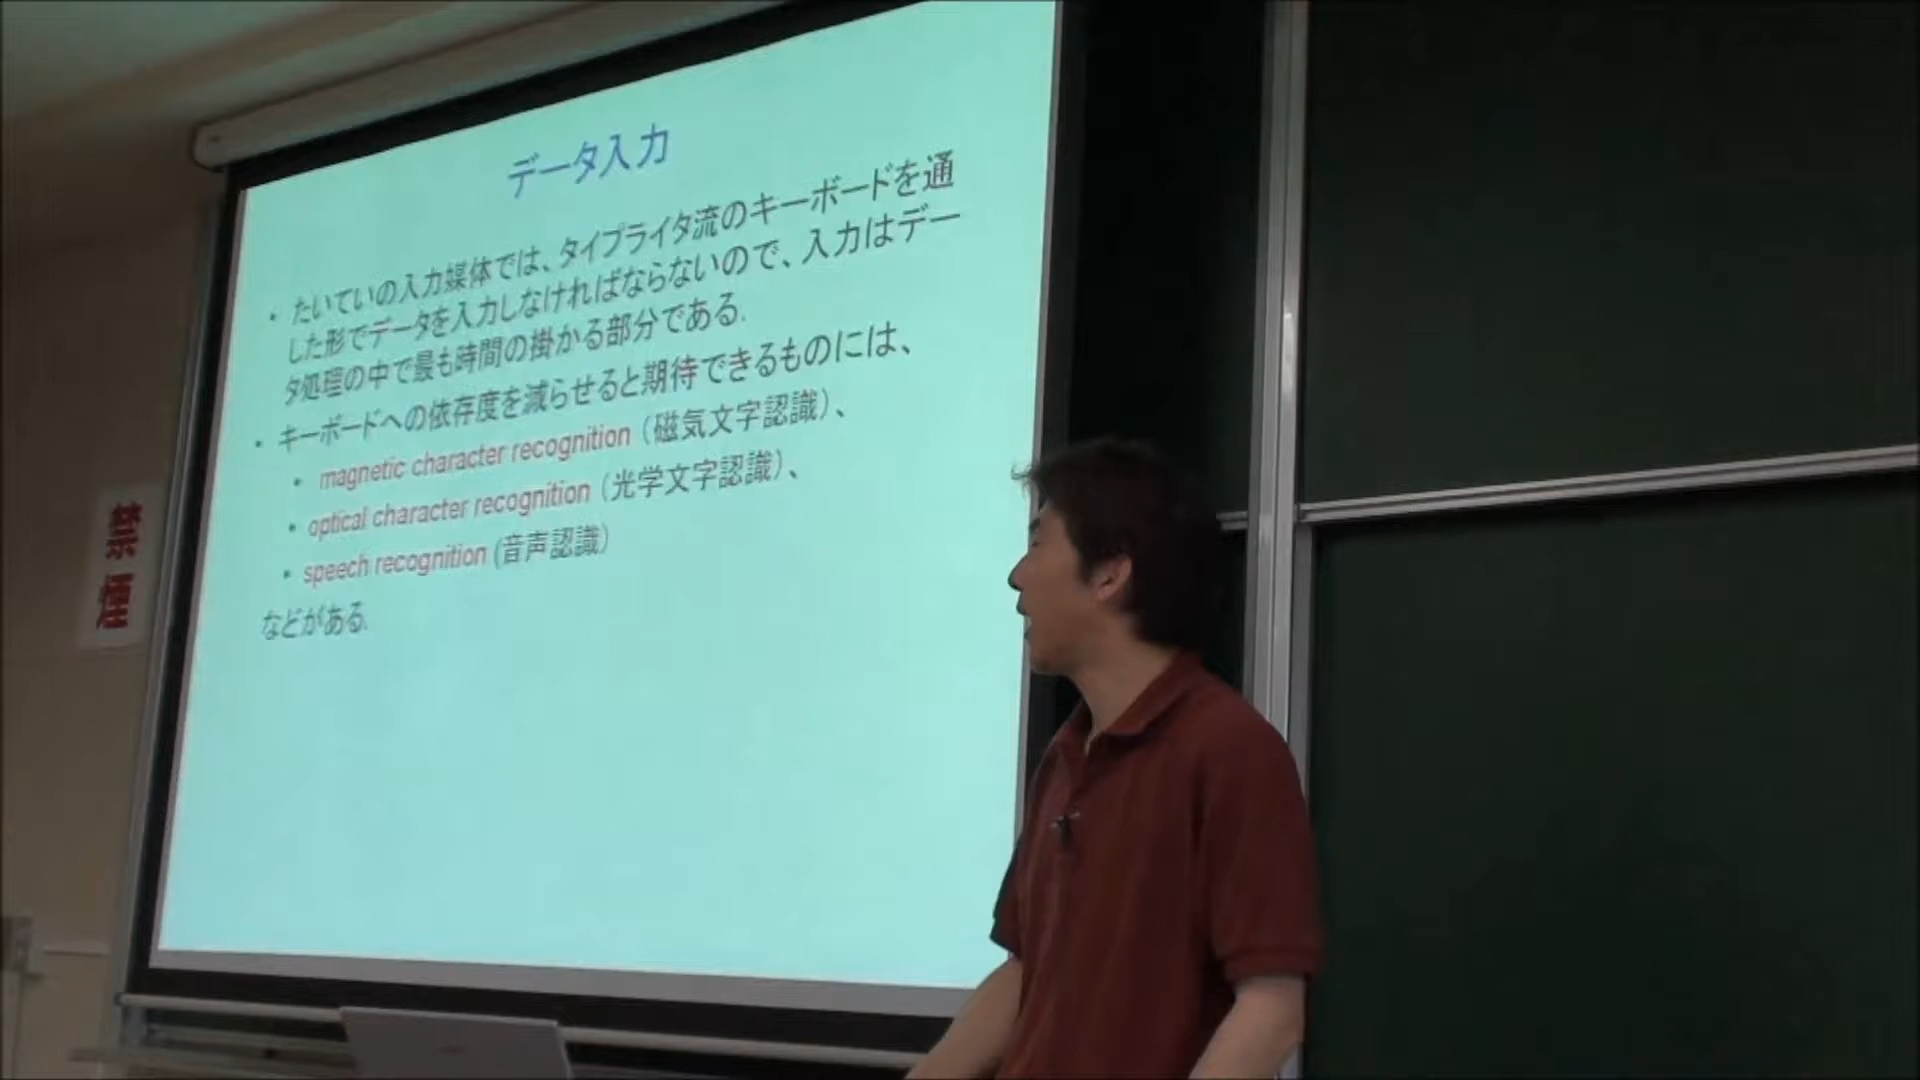 データ入力
• たいていの入力媒体では、タイプライタ流のキーボードを通
した形でデータを入力しなければならないので、入力はデー
タ処理の中で最も時間の掛かる部分である.
• キーボードへの依存度を減らせると期待できるものには、
• magnetic character recognition（磁気文字認識）、
• optical character recognition（光学文字認識）、
• speech recognition (音声認識）
などがある.
禁
煙